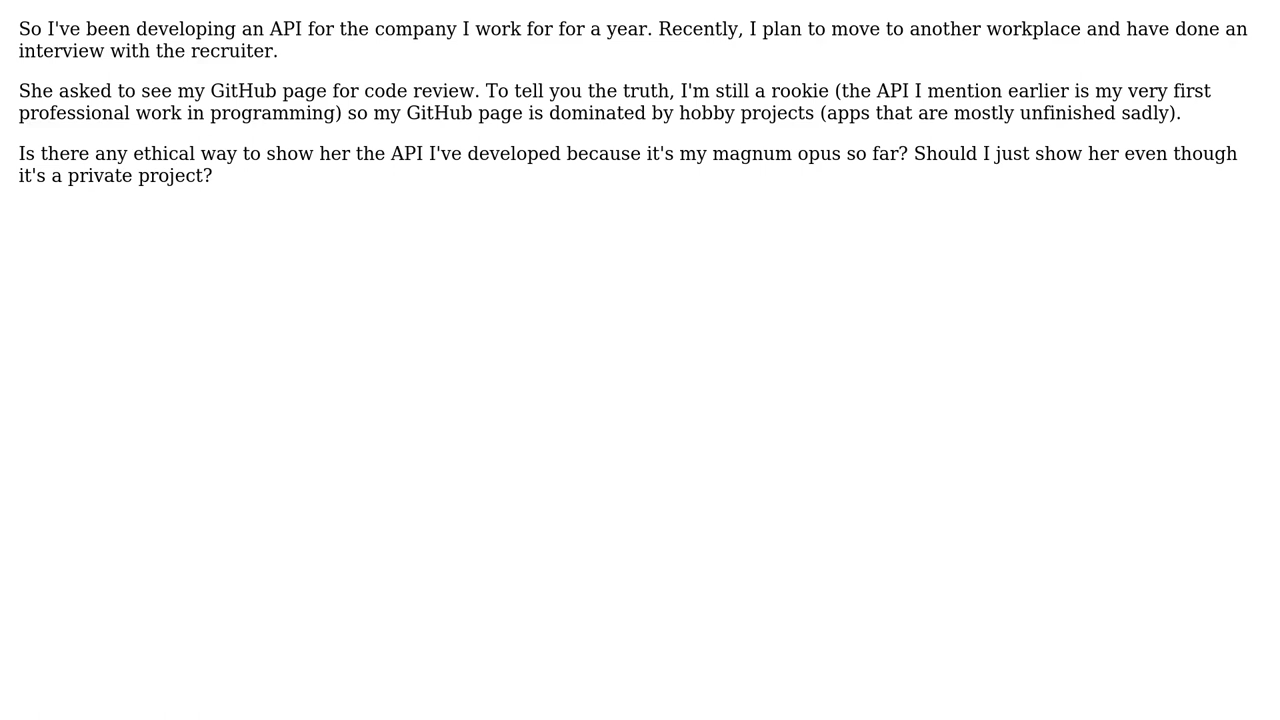 So I've been developing an API for the company I work for for a year. Recently, I plan to move to another workplace and have done an
interview with the recruiter.
She asked to see my GitHub page for code review. To tell you the truth, I'm still a rookie (the API I mention earlier is my very first
professional work in programming) so my GitHub page is dominated by hobby projects (apps that are mostly unfinished sadly).
Is there any ethical way to show her the API I've developed because it's my magnum opus so far? Should I just show her even though
it's a private project?